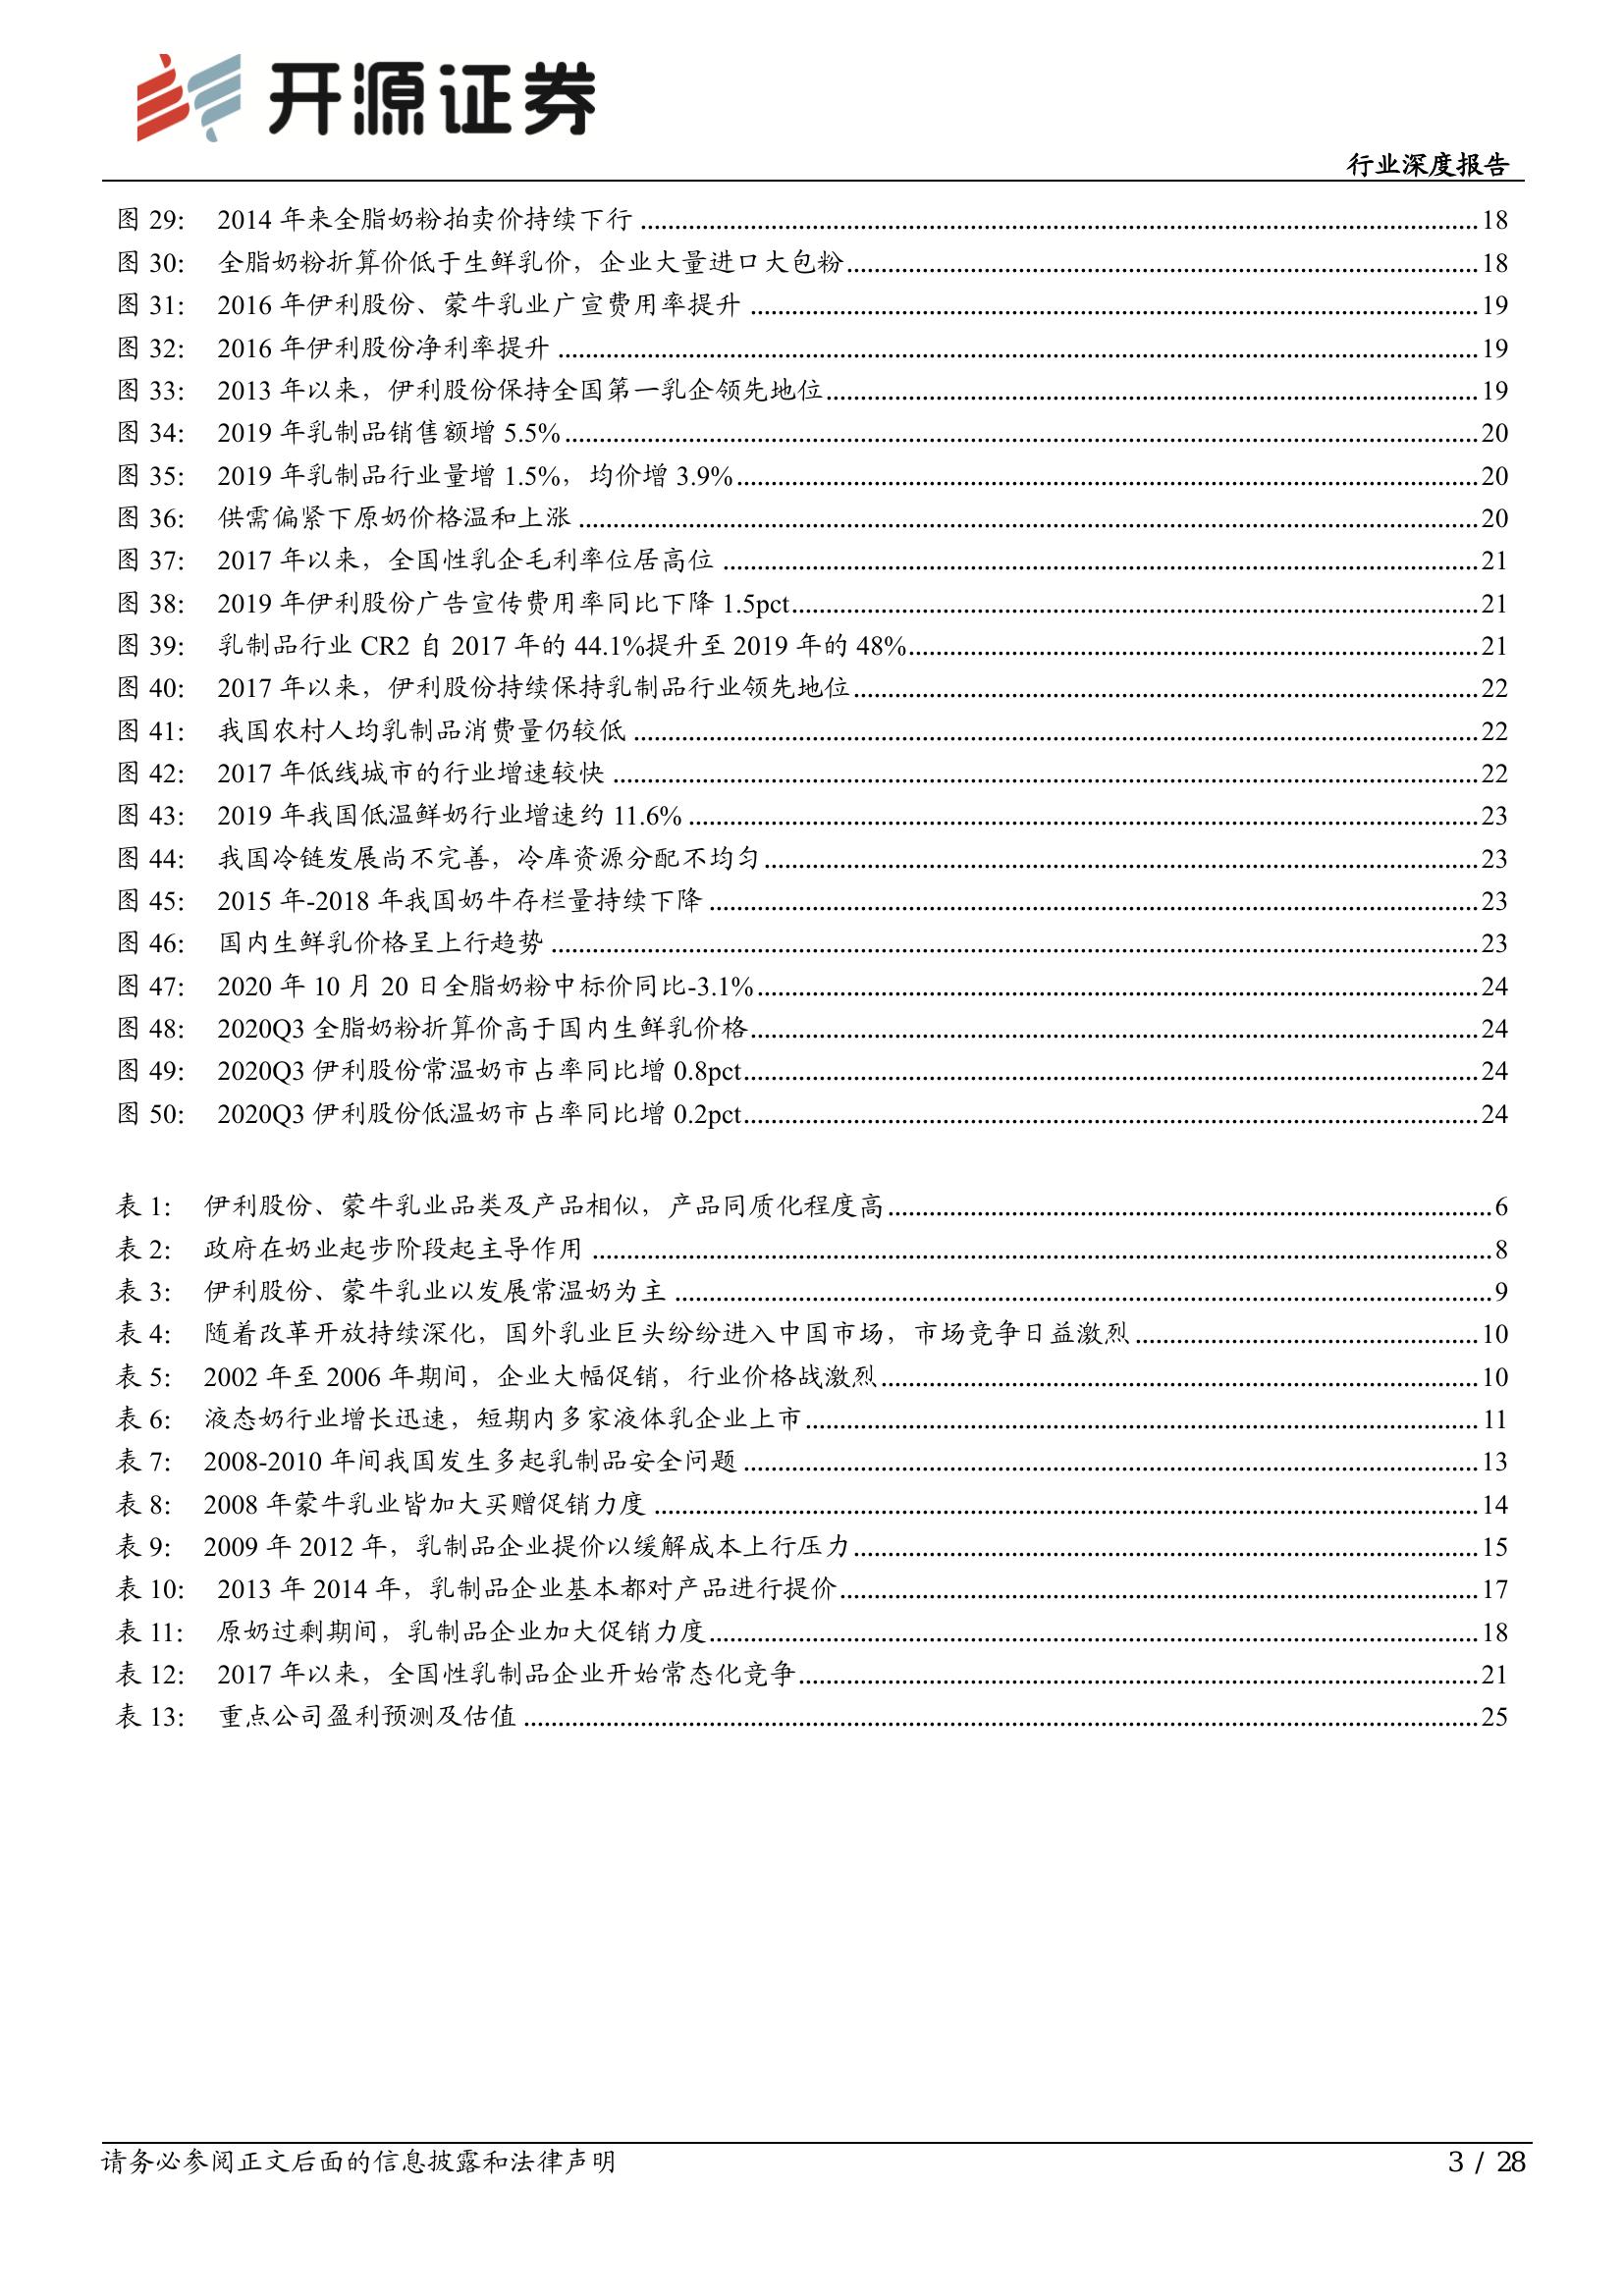 开源证券
行业深度报告
图 29： 2014 年来全脂奶粉拍卖价持续下行 18
图 30： 全脂奶粉折算价低于生鲜乳价，企业大量进口大包粉 18
图 31： 2016 年伊利股份、蒙牛乳业广宣费用率提升 19
图 32： 2016 年伊利股份净利率提升 19
图 33： 2013 年以来，伊利股份保持全国第一乳企领先地位 19
图 34： 2019 年乳制品销售额增 5.5% 20
图 35： 2019 年乳制品行业量增 1.5%，均价增 3.9% 20
图 36： 供需偏紧下原奶价格温和上涨 20
图 37： 2017 年以来，全国性乳企毛利率位居高位 21
图 38： 2019 年伊利股份广告宣传费用率同比下降 1.5pct 21
图 39： 乳制品行业 CR2 自 2017 年的 44.1%提升至 2019 年的 48% 21
图 40： 2017 年以来，伊利股份持续保持乳制品行业领先地位 22
图 41： 我国农村人均乳制品消费量仍较低 22
图 42： 2017 年低线城市的行业增速较快 22
图 43： 2019 年我国低温鲜奶行业增速约 11.6% 23
图 44： 我国冷链发展尚不完善，冷库资源分配不均匀 23
图 45： 2015 年-2018 年我国奶牛存栏量持续下降 23
图 46： 国内生鲜乳价格呈上行趋势 23
图 47： 2020 年 10 月 20 日全脂奶粉中标价同比-3.1% 24
图 48： 2020Q3 全脂奶粉折算价高于国内生鲜乳价格 24
图 49： 2020Q3 伊利股份常温奶市占率同比增 0.8pct 24
图 50： 2020Q3 伊利股份低温奶市占率同比增 0.2pct 24
表 1： 伊利股份、蒙牛乳业品类及产品相似，产品同质化程度高 6
表 2： 政府在奶业起步阶段起主导作用 8
表 3： 伊利股份、蒙牛乳业以发展常温奶为主 9
表 4： 随着改革开放持续深化，国外乳业巨头纷纷进入中国市场，市场竞争日益激烈 10
表 5： 2002 年至 2006 年期间，企业大幅促销，行业价格战激烈 10
表 6： 液态奶行业增长迅速，短期内多家液体乳企业上市 11
表 7： 2008-2010 年间我国发生多起乳制品安全问题 13
表 8： 2008 年蒙牛乳业皆加大买赠促销力度 14
表 9： 2009 年 2012 年，乳制品企业提价以缓解成本上行压力 15
表 10： 2013 年 2014 年，乳制品企业基本都对产品进行提价 17
表 11： 原奶过剩期间，乳制品企业加大促销力度 18
表 12： 2017 年以来，全国性乳制品企业开始常态化竞争 21
表 13： 重点公司盈利预测及估值 25
请务必参阅正文后面的信息披露和法律声明 3 / 28